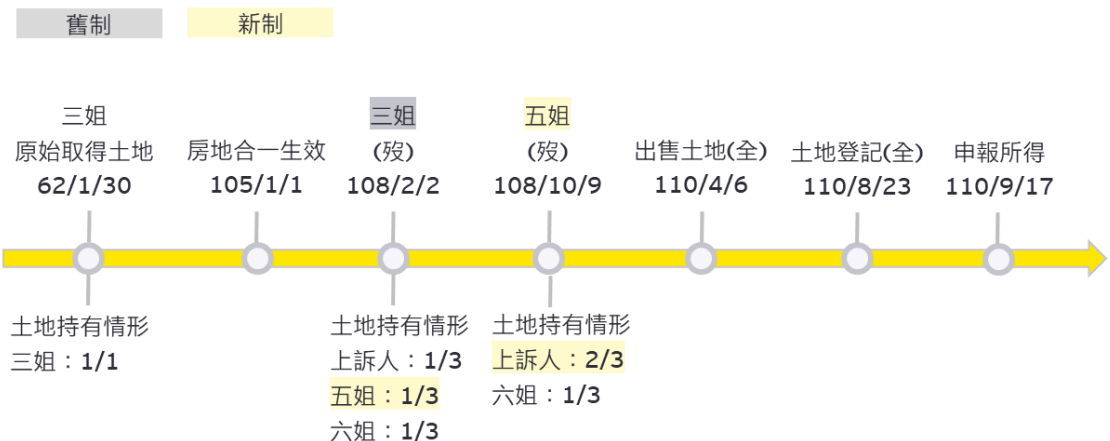 舊制
新制
三姐
原始取得土地
62/1/30
房地合一生效
105/1/1
三姐
(歿)
108/2/2
五姐
(歿)
108/10/9
出售土地(全)
110/4/6
土地登記(全)
110/8/23
申報所得
110/9/17
土地持有情形
三姐：1/1
土地持有情形
上訴人：1/3
五姐：1/3
六姐：1/3
土地持有情形
上訴人：2/3
六姐：1/3